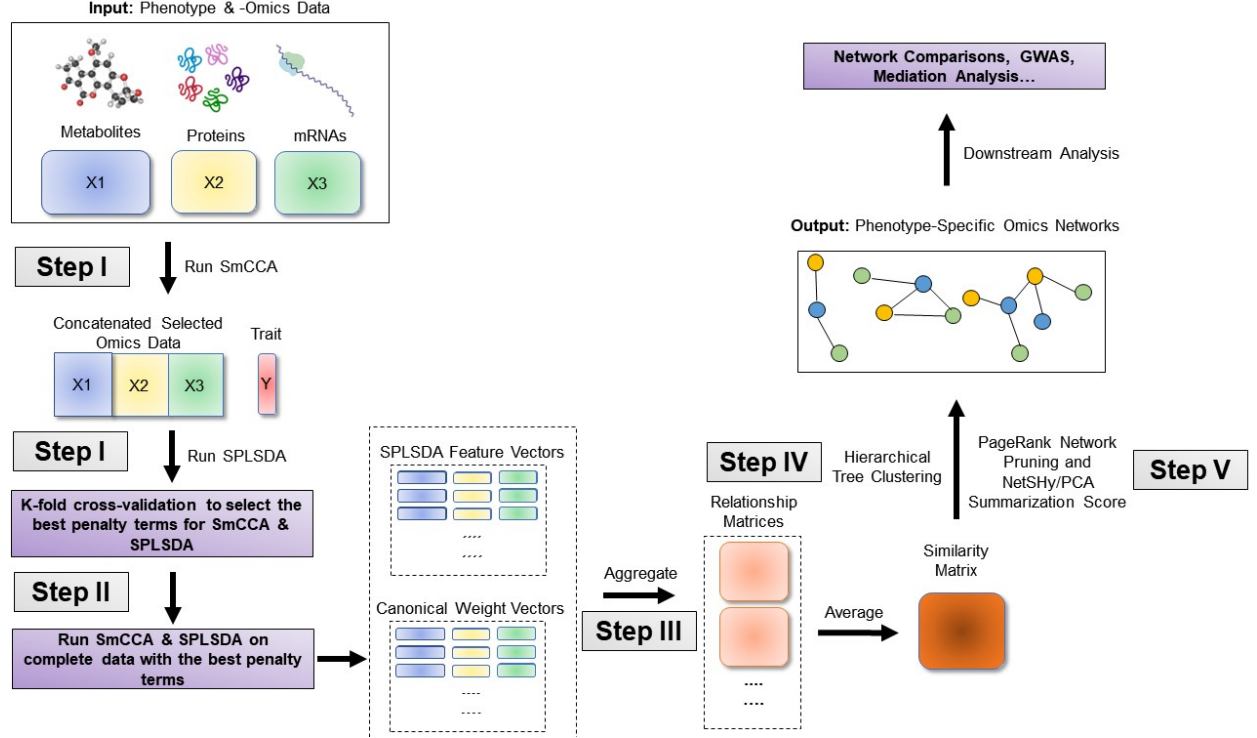 Input: Phenotype & -Omics Data
Metabolites
Proteins
mRNAs
X1
X2
X3
Step I
Run SmCCA
Concatenated Selected
Omics Data
Trait
X1
X2
X3
Y
Step I
Run SPLSDA
K-fold cross-validation to select the
best penalty terms for SmCCA &
SPLSDA
Step II
Run SmCCA & SPLSDA on
complete data with the best penalty
terms
SPLSDA Feature Vectors
....
....
Canonical Weight Vectors
....
....
Aggregate
Step III
Step IV
Relationship
Matrices
....
....
Average
Similarity
Matrix
Hierarchical
Tree Clustering
PageRank Network
Pruning and
NetSHy/PCA
Summarization Score
Step V
Output: Phenotype-Specific Omics Networks
Downstream Analysis
Network Comparisons, GWAS,
Mediation Analysis…